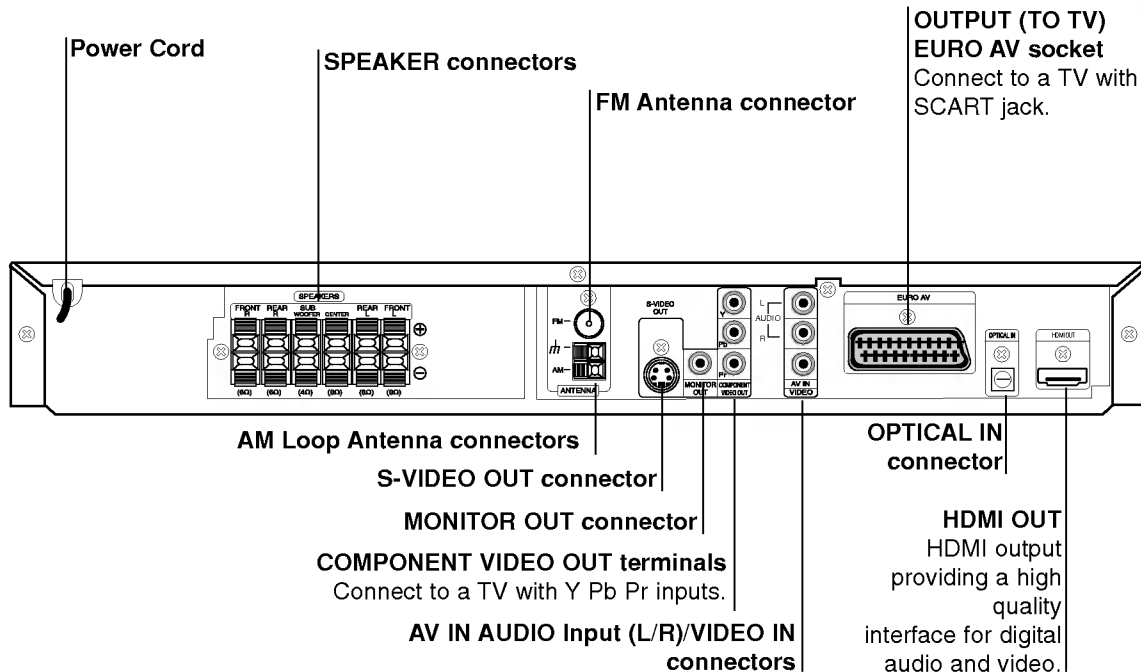 OUTPUT (TO TV)
EURO AV socket
Connect to a TV with
SCART jack.
Power Cord
SPEAKER connectors
FM Antenna connector
SPEAKERS
FRONT R
REAR R
SUB WOOFER
CENTER
REAR L
FRONT L
(6Ω)
(6Ω)
(4Ω)
FM
AM
ANTENNA
S-VIDEO
OUT
MONITOR
OUT
Y
Pb
Pr
COMPONENT
VIDEO OUT
L
AUDIO
R
AV IN
VIDEO
EURO AV
OPTICAL IN
HDMI OUT
AM Loop Antenna connectors
S-VIDEO OUT connector
MONITOR OUT connector
COMPONENT VIDEO OUT terminals
Connect to a TV with Y Pb Pr inputs.
AV IN AUDIO Input (L/R)/VIDEO IN
connectors
OPTICAL IN
connector
HDMI OUT
HDMI output
providing a high
quality
interface for digital
audio and video.